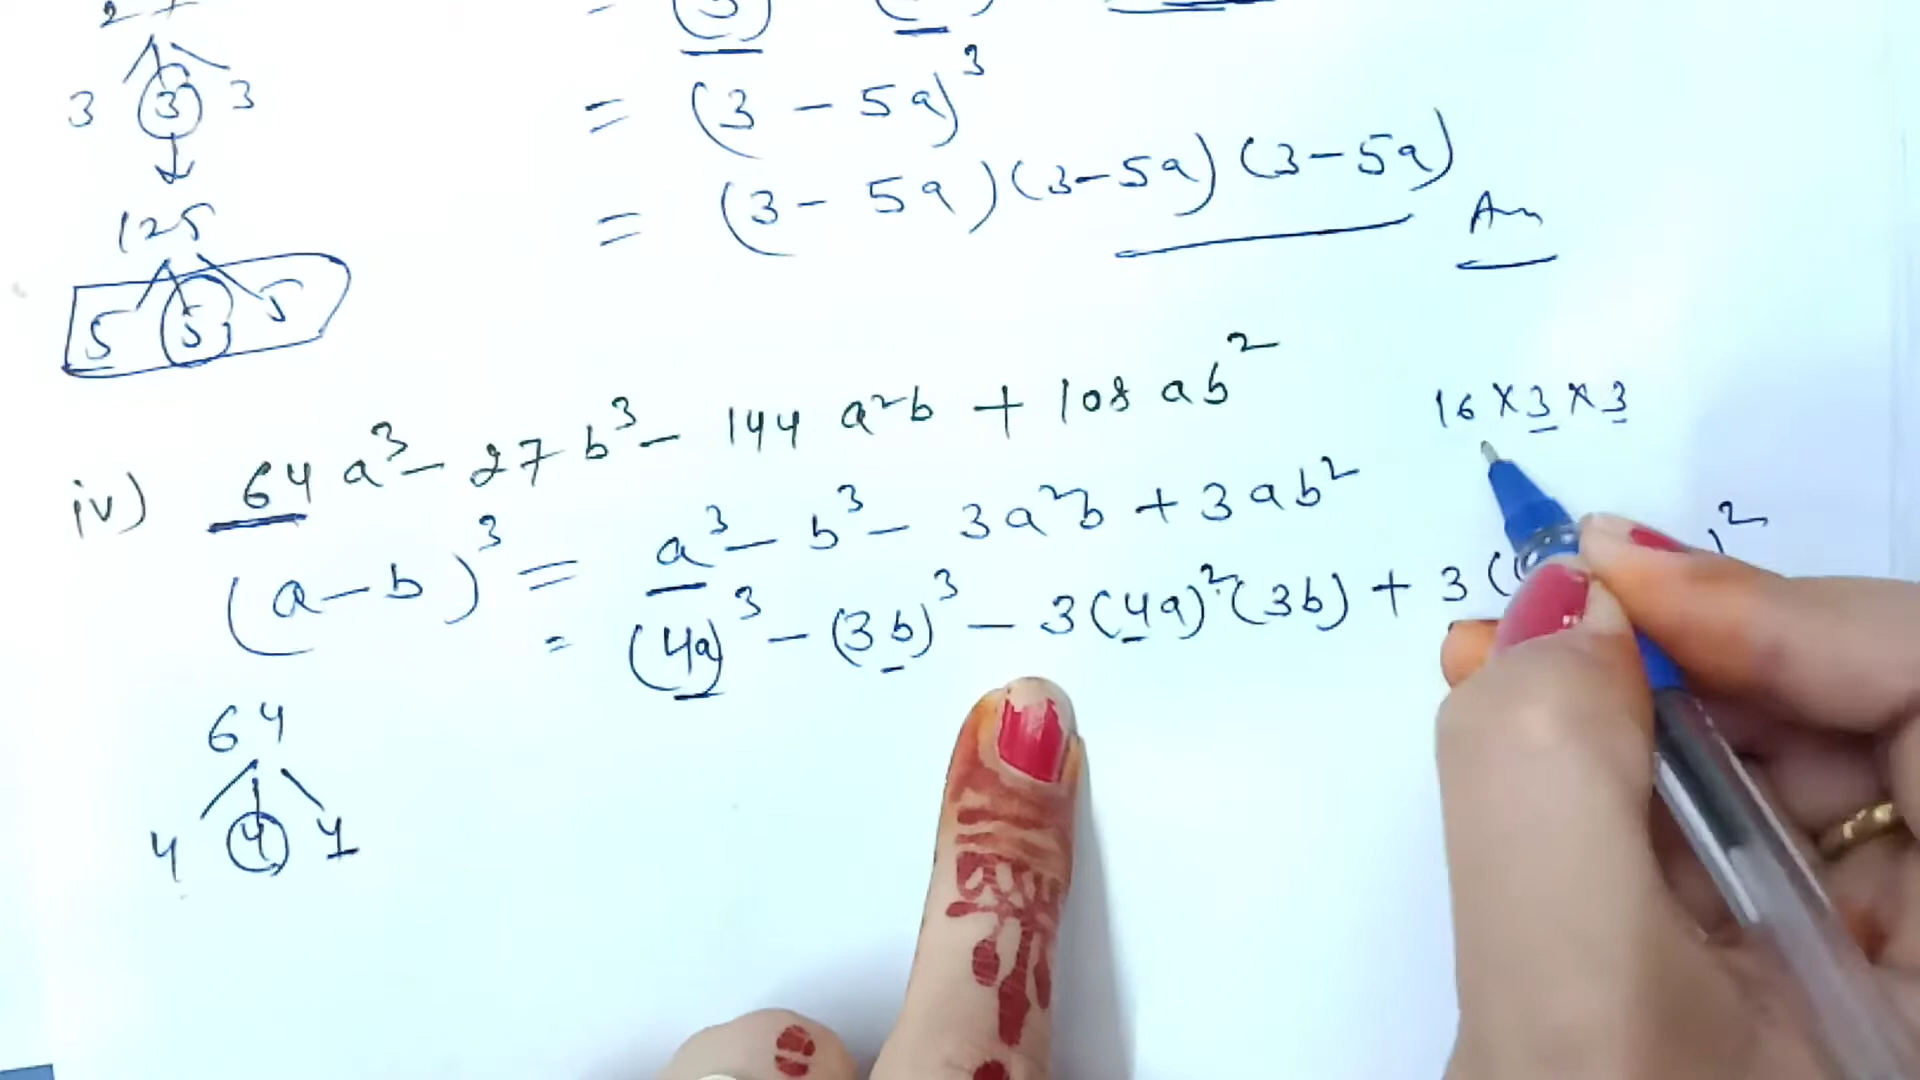 3 3 3
= (3 - 5a)³
= (3 - 5a)(3-5a)(3-5a) Ans
125
5 5 5
iv) 64a³ - 27b³ - 144a²b + 108ab²
16 × 3 × 3
(a-b)³ = a³ - b³ - 3a²b + 3ab²
= (4a)³ - (3b)³ - 3(4a)²(3b) + 3( )²
64
4 4 4